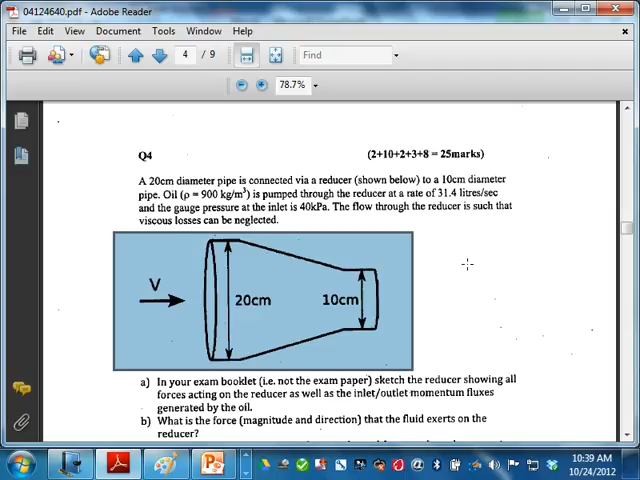 04124640.pdf - Adobe Reader
File Edit View Document Tools Window Help
4 / 9 Find
78.7%
Q4 (2+10+2+3+8 = 25marks)
A 20cm diameter pipe is connected via a reducer (shown below) to a 10cm diameter
pipe. Oil (ρ = 900 kg/m³) is pumped through the reducer at a rate of 31.4 litres/sec
and the gauge pressure at the inlet is 40kPa. The flow through the reducer is such that
viscous losses can be neglected.
V
20cm 10cm
a) In your exam booklet (i.e. not the exam paper) sketch the reducer showing all
forces acting on the reducer as well as the inlet/outlet momentum fluxes
generated by the oil.
b) What is the force (magnitude and direction) that the fluid exerts on the
reducer?
10:39 AM
10/24/2012